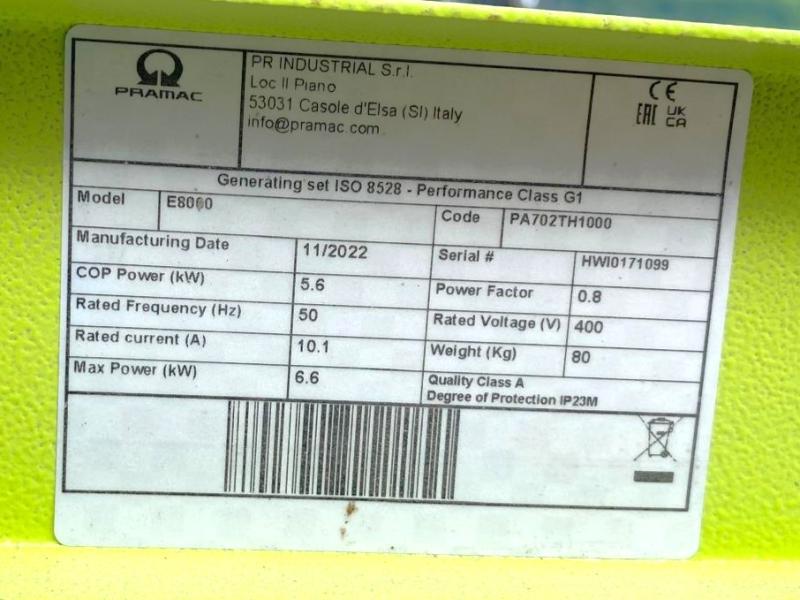 PRAMAC
PR INDUSTRIAL S.r.l.
Loc Il Piano
53031 Casole d'Elsa (SI) Italy
info@pramac.com
CE
EAC UKCA
Generating set ISO 8528 - Performance Class G1
Model E8000
Code PA702TH1000
Manufacturing Date 11/2022
Serial # HWI0171099
COP Power (kW) 5.6
Power Factor 0.8
Rated Frequency (Hz) 50
Rated Voltage (V) 400
Rated current (A) 10.1
Weight (Kg) 80
Max Power (kW) 6.6
Quality Class A
Degree of Protection IP23M